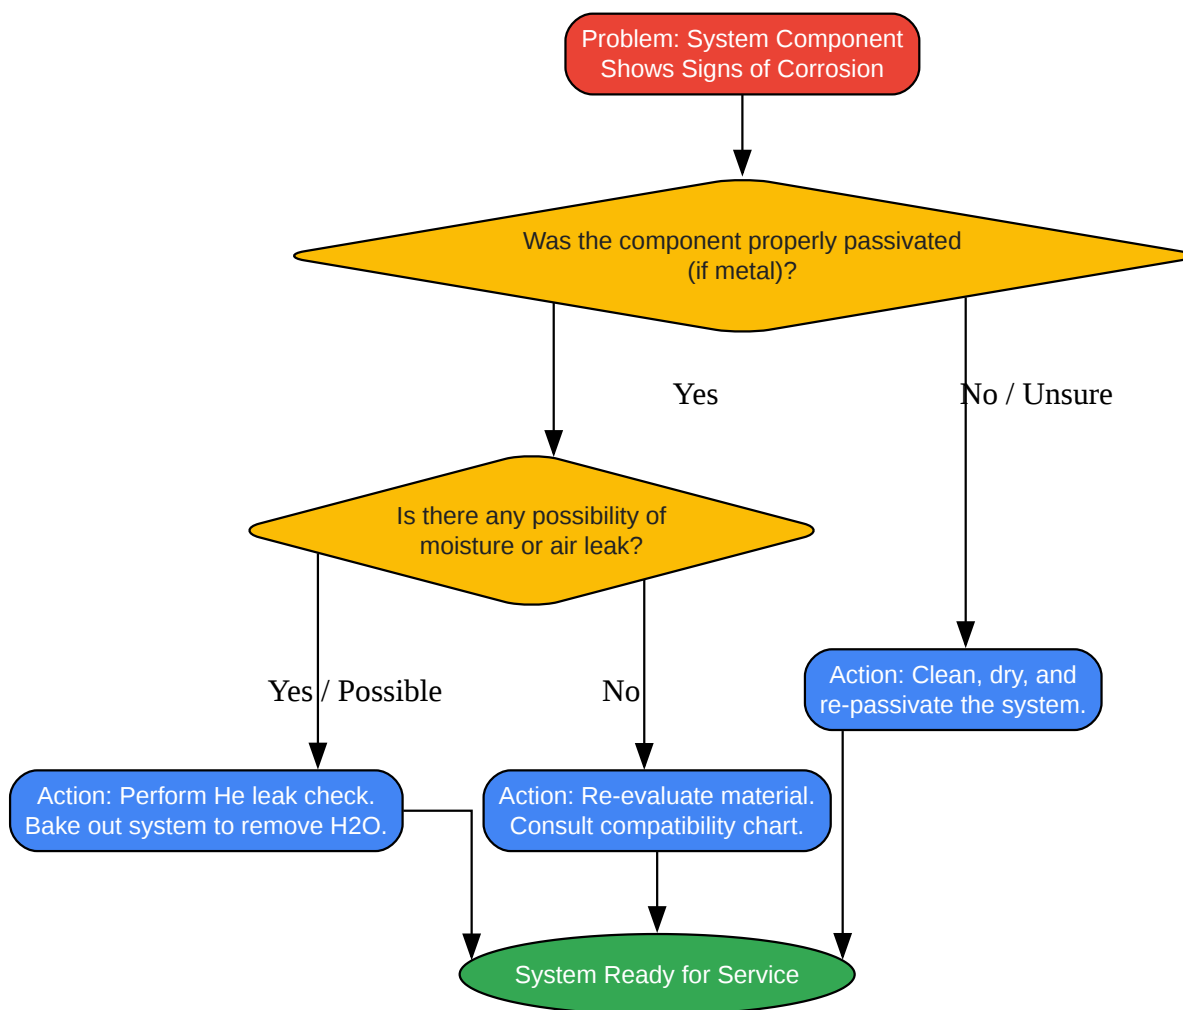 Problem: System Component
Shows Signs of Corrosion
Was the component properly passivated
(if metal)?
Yes
No / Unsure
Is there any possibility of
moisture or air leak?
Action: Clean, dry, and
re-passivate the system.
Yes / Possible
No
Action: Perform He leak check.
Bake out system to remove H2O.
Action: Re-evaluate material.
Consult compatibility chart.
System Ready for Service